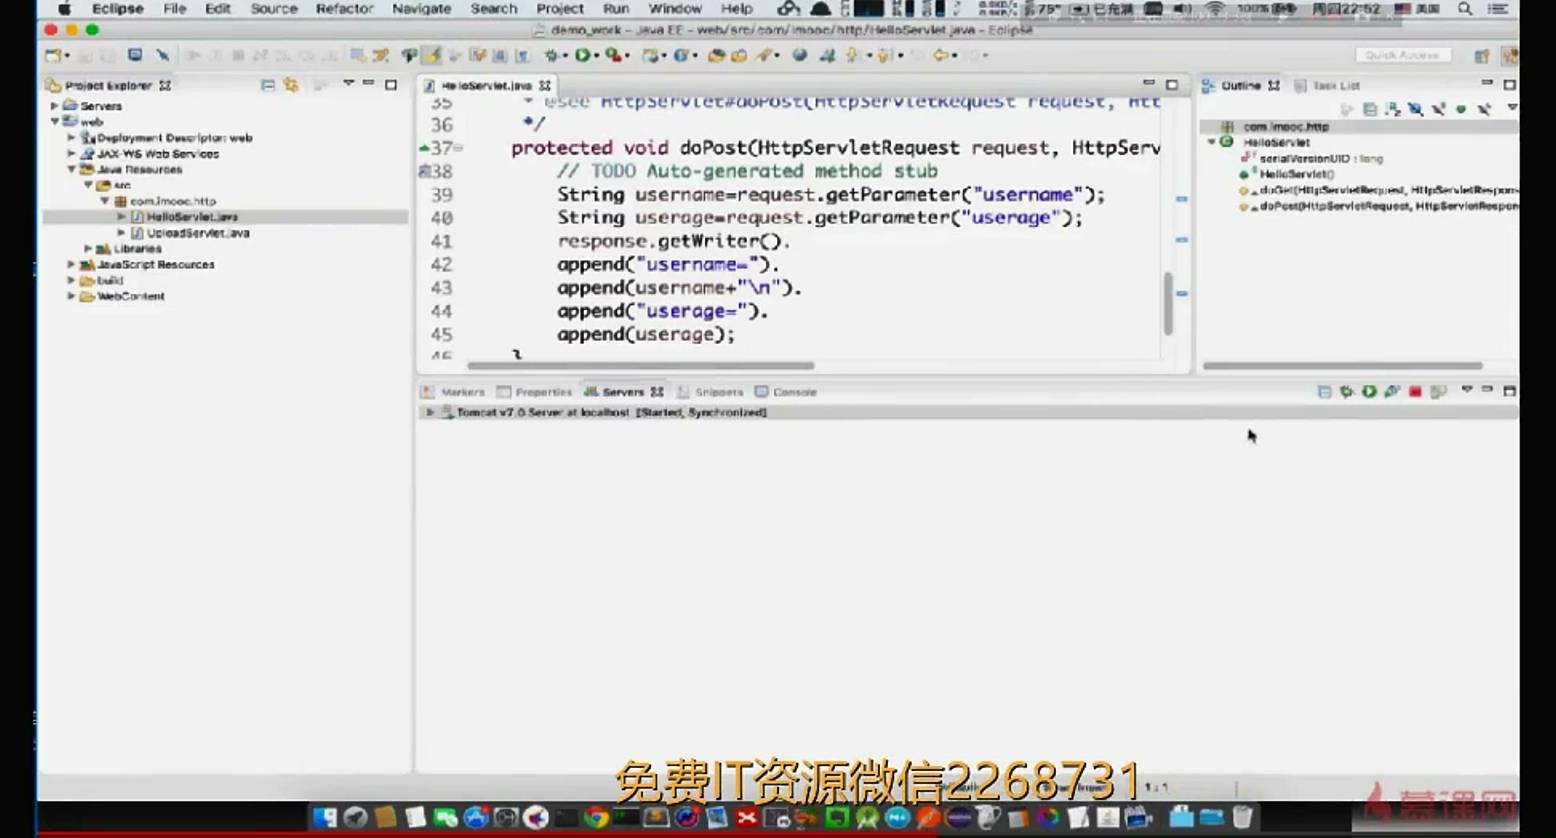 Eclipse File Edit Source Refactor Navigate Search Project Run Window Help 75° 已充满 100% 周四22:52 美国
demo_work - Java EE - web/src/com/imooc/http/HelloServlet.java - Eclipse
Quick Access
Project Explorer
Servers
web
Deployment Descriptor: web
JAX-WS Web Services
Java Resources
src
com.imooc.http
HelloServlet.java
UploadServlet.java
Libraries
JavaScript Resources
build
WebContent
HelloServlet.java
35 * @see HttpServlet#doPost(HttpServletRequest request, Htt
36 */
37 protected void doPost(HttpServletRequest request, HttpServ
38 // TODO Auto-generated method stub
39 String username=request.getParameter("username");
40 String userage=request.getParameter("userage");
41 response.getWriter().
42 append("username=").
43 append(username+"\n").
44 append("userage=").
45 append(userage);
46 }
Outline Task List
com.imooc.http
HelloServlet
serialVersionUID : long
HelloServlet()
doGet(HttpServletRequest, HttpServletRespon
doPost(HttpServletRequest, HttpServletRespon
Markers Properties Servers Snippets Console
Tomcat v7.0 Server at localhost [Started, Synchronized]
免费IT资源微信2268731
1 : 1
慕课网